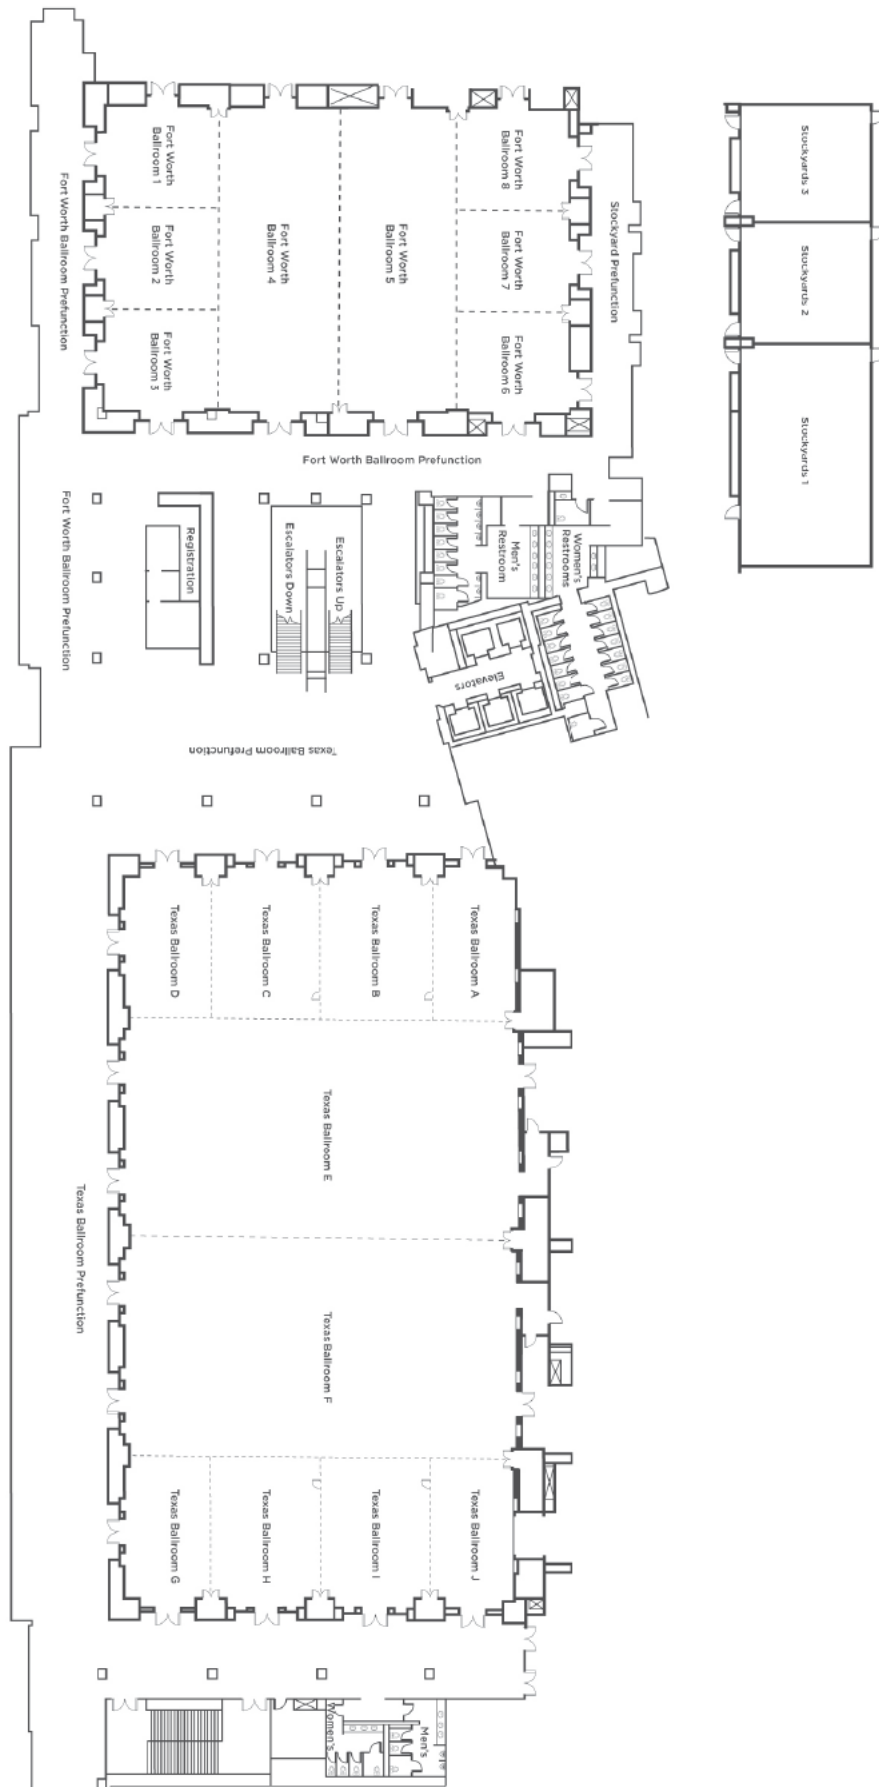 Fort Worth
Ballroom 1
Fort Worth
Ballroom 2
Fort Worth
Ballroom 3
Fort Worth
Ballroom 4
Fort Worth
Ballroom 5
Fort Worth
Ballroom 8
Fort Worth
Ballroom 7
Fort Worth
Ballroom 6
Stockyard Prefunction
Stockyards 3
Stockyards 2
Stockyards 1
Fort Worth Ballroom Prefunction
Fort Worth Ballroom Prefunction
Fort Worth Ballroom Prefunction
Registration
Escalators Down
Escalators Up
Men's
Restroom
Women's
Restrooms
Elevators
Texas Ballroom Prefunction
Texas Ballroom D
Texas Ballroom C
Texas Ballroom B
Texas Ballroom A
Texas Ballroom E
Texas Ballroom Prefunction
Texas Ballroom F
Texas Ballroom G
Texas Ballroom H
Texas Ballroom I
Texas Ballroom J
Women's
Men's